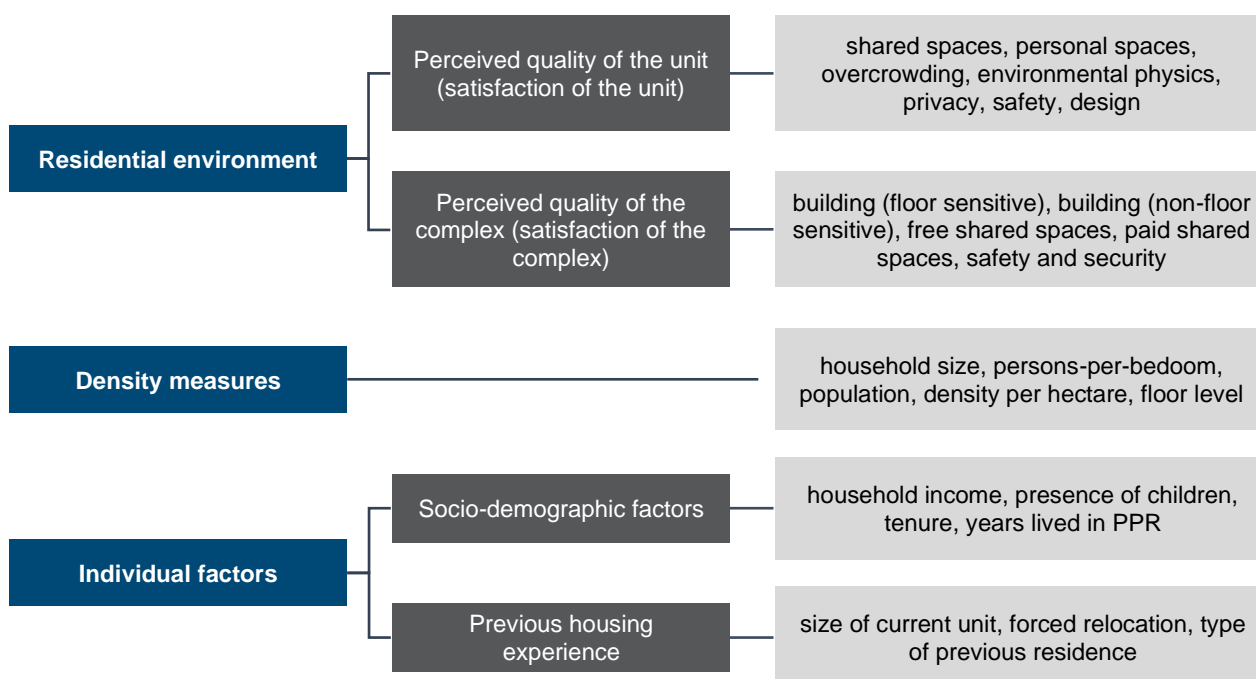 Perceived quality of the unit
(satisfaction of the unit)
shared spaces, personal spaces,
overcrowding, environmental physics,
privacy, safety, design
Residential environment
Perceived quality of the
complex (satisfaction of the
complex)
building (floor sensitive), building (non-floor
sensitive), free shared spaces, paid shared
spaces, safety and security
Density measures
household size, persons-per-bedoom,
population, density per hectare, floor level
Socio-demographic factors
household income, presence of children,
tenure, years lived in PPR
Individual factors
Previous housing
experience
size of current unit, forced relocation, type
of previous residence